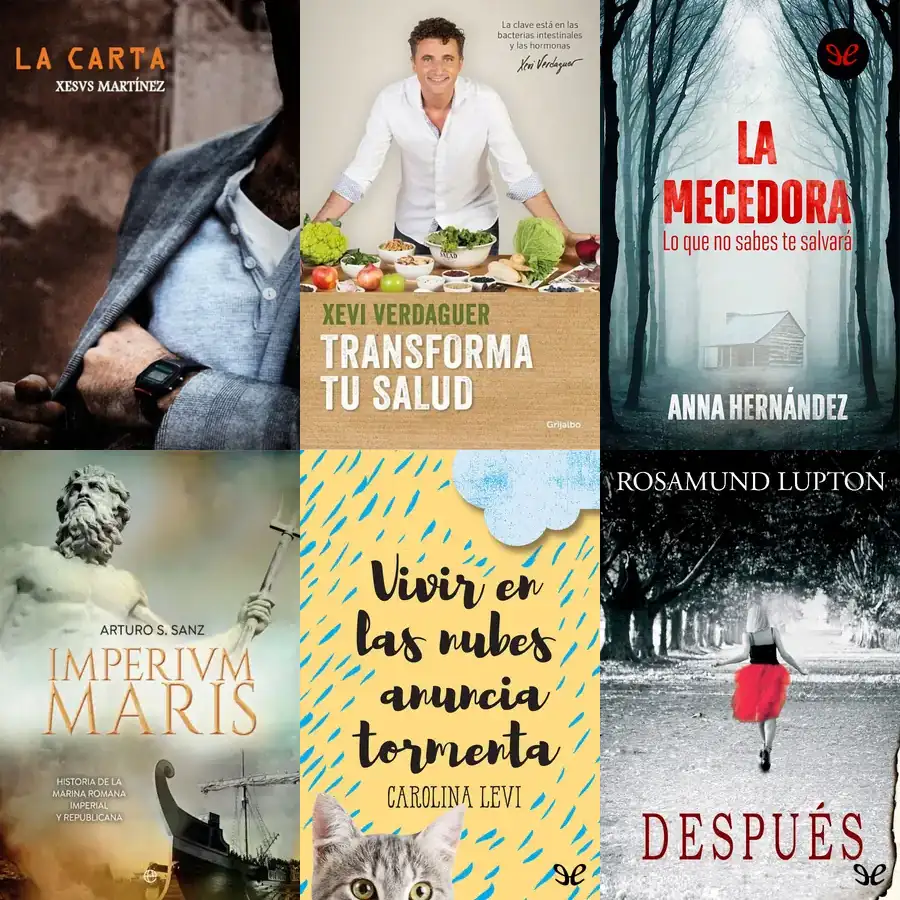 LA CARTA
XESVS MARTÍNEZ
La clave está en las
bacterias intestinales
y las hormonas
Xevi Verdaguer
SALUD
XEVI VERDAGUER
TRANSFORMA
TU SALUD
Grijalbo
LA
MECEDORA
Lo que no sabes te salvará
ANNA HERNÁNDEZ
ARTURO S. SANZ
IMPERIVM
MARIS
HISTORIA DE LA
MARINA ROMANA
IMPERIAL
Y REPUBLICANA
Vivir en
las nubes
anuncia
tormenta
CAROLINA LEVI
ROSAMUND LUPTON
DESPUÉS